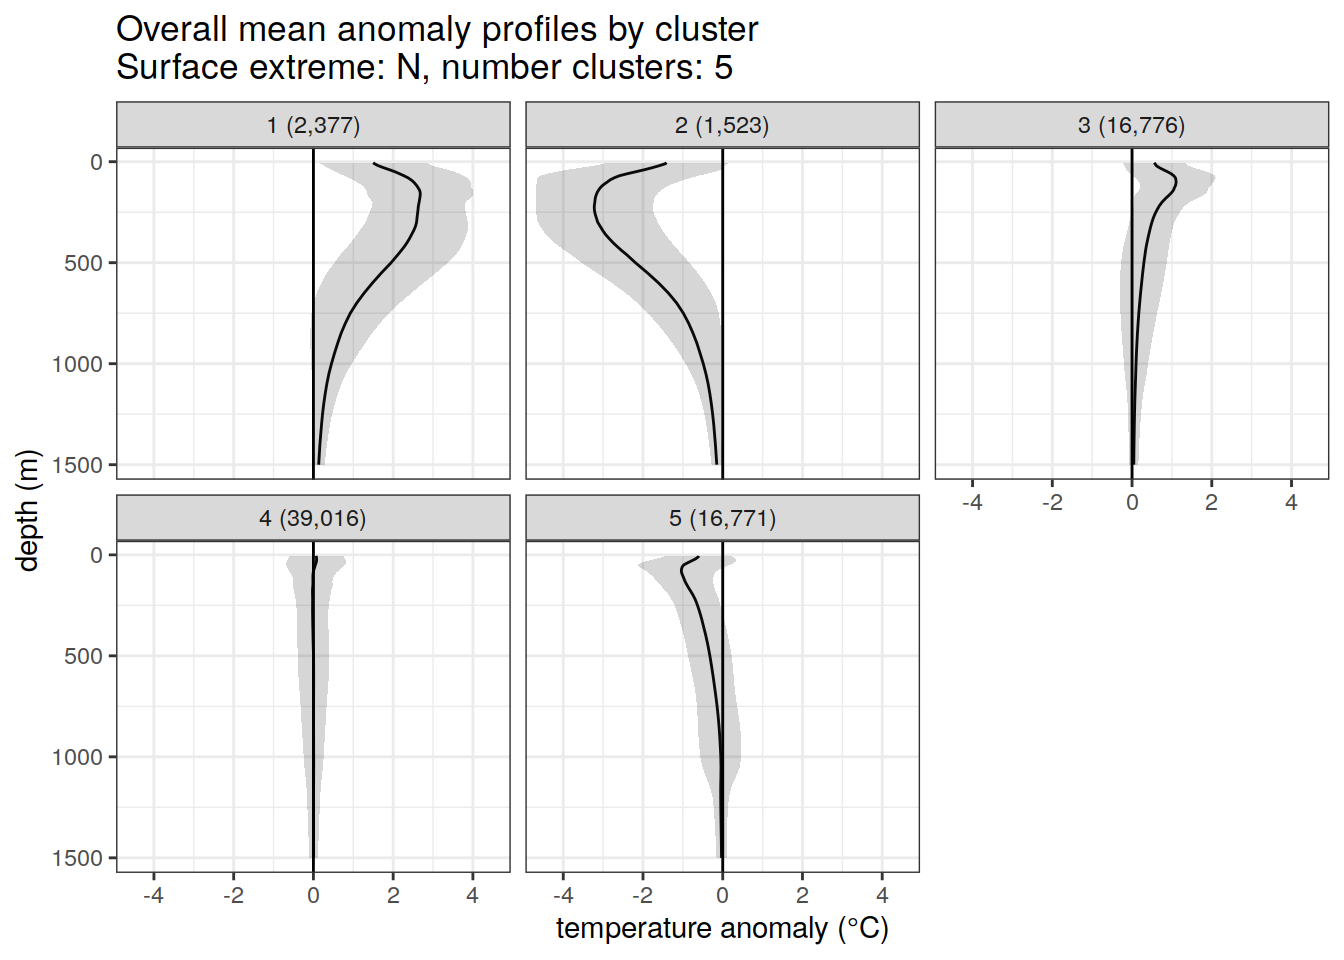 Overall mean anomaly profiles by cluster
Surface extreme: N, number clusters: 5
1 (2,377)
2 (1,523)
3 (16,776)
0
500
1000
1500
-4 -2 0 2 4
4 (39,016)
5 (16,771)
0
500
1000
1500
-4 -2 0 2 4
-4 -2 0 2 4
temperature anomaly (°C)
depth (m)